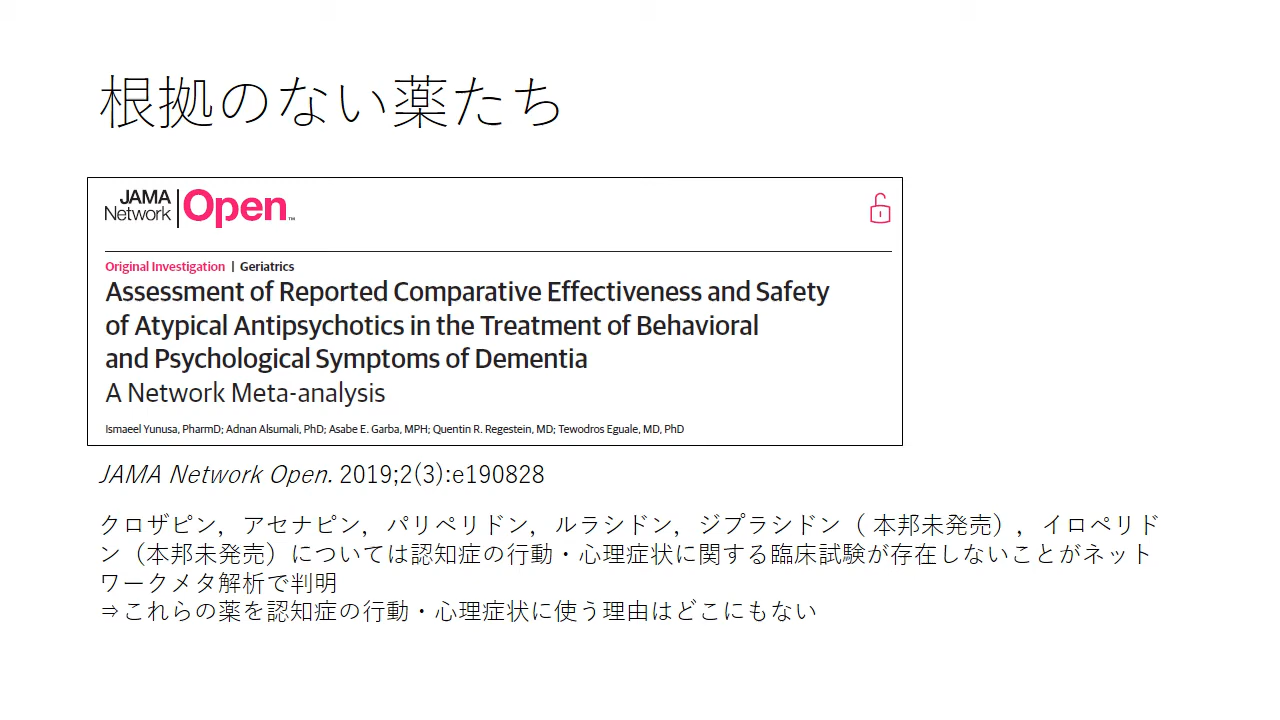 根拠のない薬たち
JAMA
Network
Open™
Original Investigation | Geriatrics
Assessment of Reported Comparative Effectiveness and Safety
of Atypical Antipsychotics in the Treatment of Behavioral
and Psychological Symptoms of Dementia
A Network Meta-analysis
Ismaeel Yunusa, PharmD; Adnan Alsumali, PhD; Asabe E. Garba, MPH; Quentin R. Regestein, MD; Tewodros Eguale, MD, PhD
JAMA Network Open. 2019;2(3):e190828
クロザピン，アセナピン，パリペリドン，ルラシドン，ジプラシドン（ 本邦未発売），イロペリド
ン（本邦未発売）については認知症の行動・心理症状に関する臨床試験が存在しないことがネット
ワークメタ解析で判明
⇒これらの薬を認知症の行動・心理症状に使う理由はどこにもない